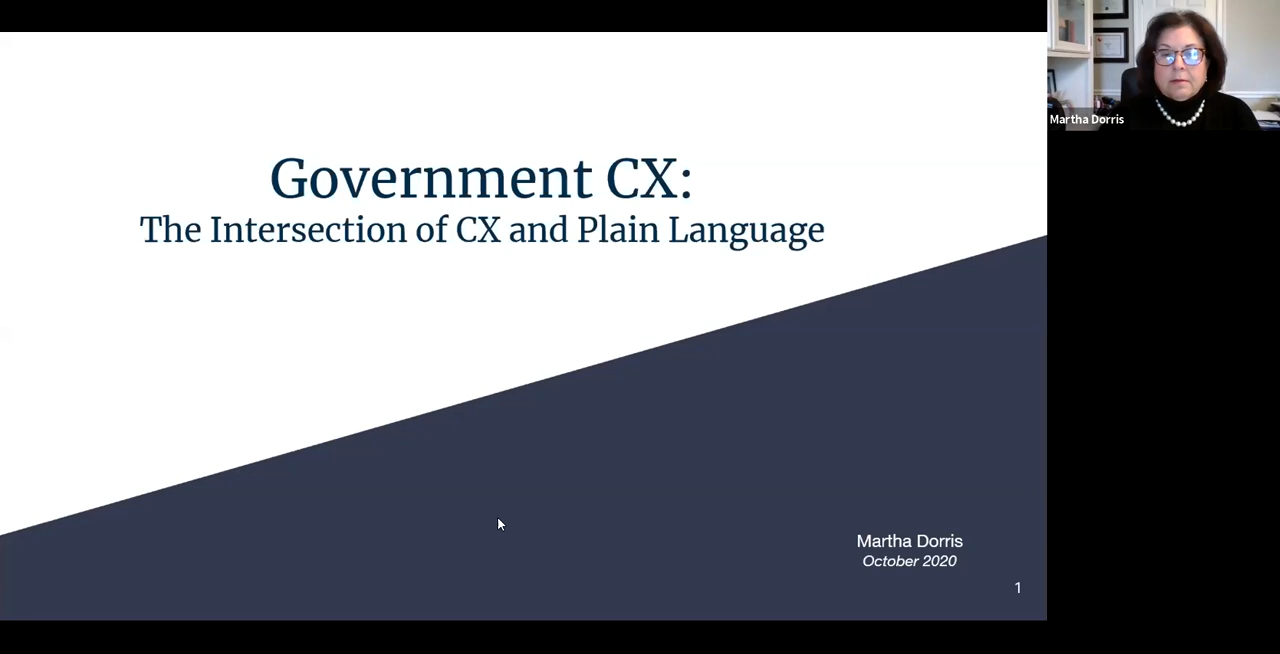 Government CX:
The Intersection of CX and Plain Language
Martha Dorris
October 2020
1
Martha Dorris